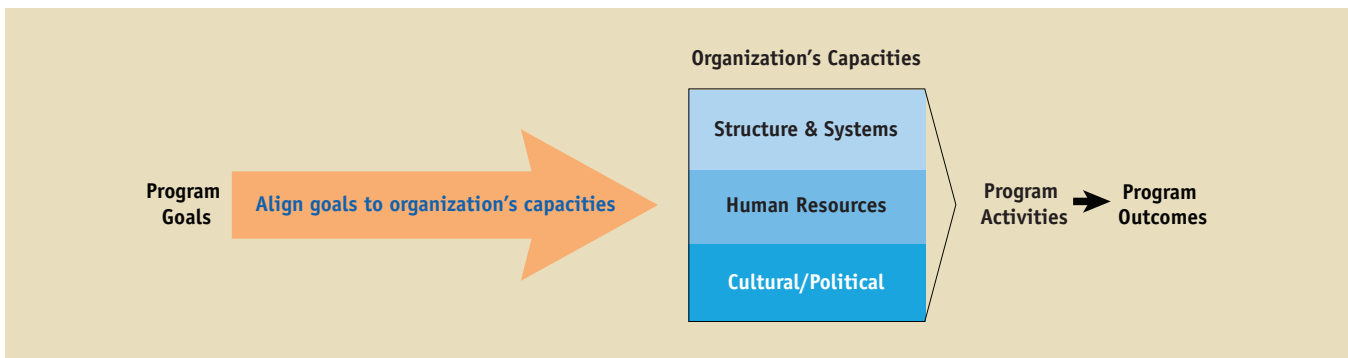 Organization's Capacities
Program
Goals
Align goals to organization's capacities
Structure & Systems
Human Resources
Cultural/Political
Program
Activities
Program
Outcomes